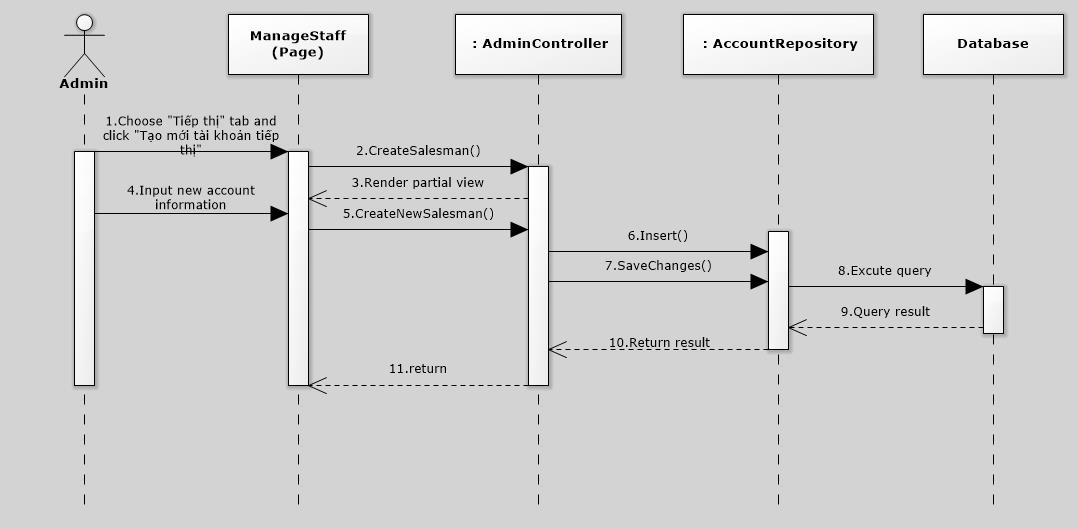 ManageStaff
(Page)
: AdminController
: AccountRepository
Database
Admin
1.Choose "Tiếp thị" tab and
click "Tạo mới tài khoản tiếp
thị"
2.CreateSalesman()
3.Render partial view
4.Input new account
information
5.CreateNewSalesman()
6.Insert()
7.SaveChanges()
8.Excute query
9.Query result
10.Return result
11.return